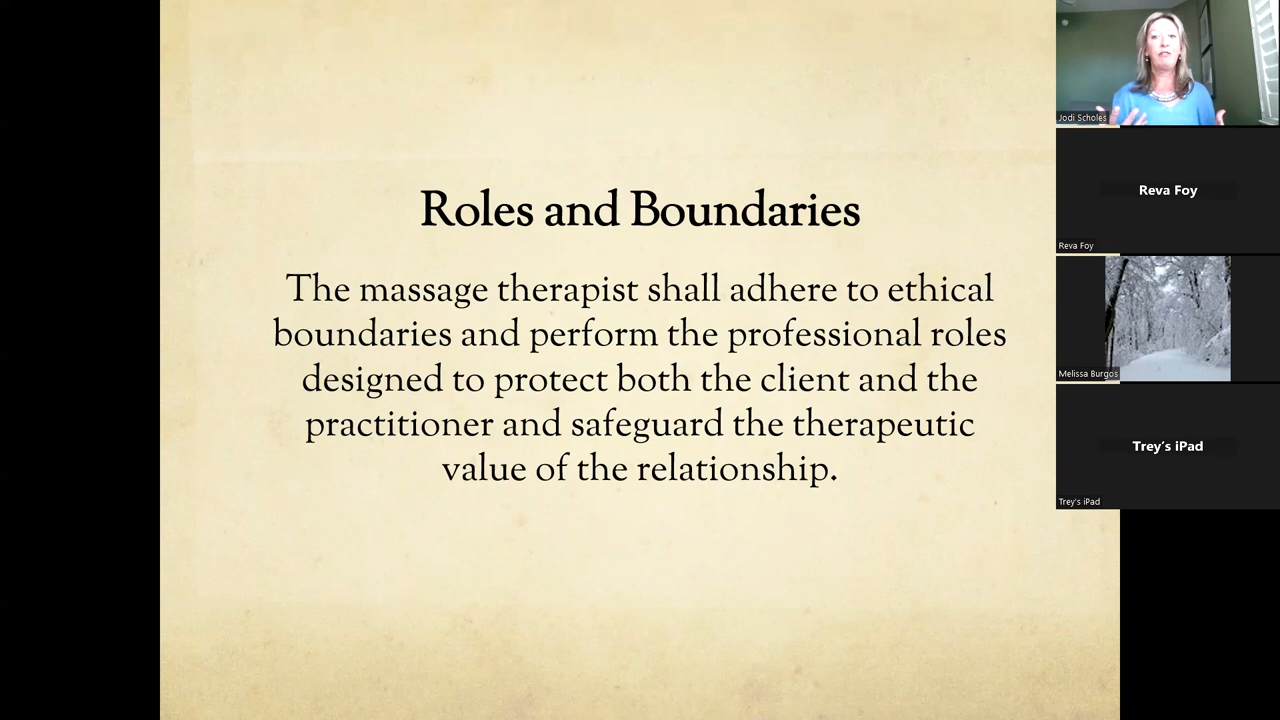 Roles and Boundaries
The massage therapist shall adhere to ethical
boundaries and perform the professional roles
designed to protect both the client and the
practitioner and safeguard the therapeutic
value of the relationship.
Jodi Scholes
Reva Foy
Reva Foy
Melissa Burgos
Trey's iPad
Trey's iPad